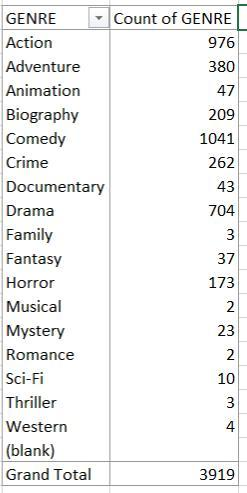 GENRE Count of GENRE
Action 976
Adventure 380
Animation 47
Biography 209
Comedy 1041
Crime 262
Documentary 43
Drama 704
Family 3
Fantasy 37
Horror 173
Musical 2
Mystery 23
Romance 2
Sci-Fi 10
Thriller 3
Western 4
(blank)
Grand Total 3919